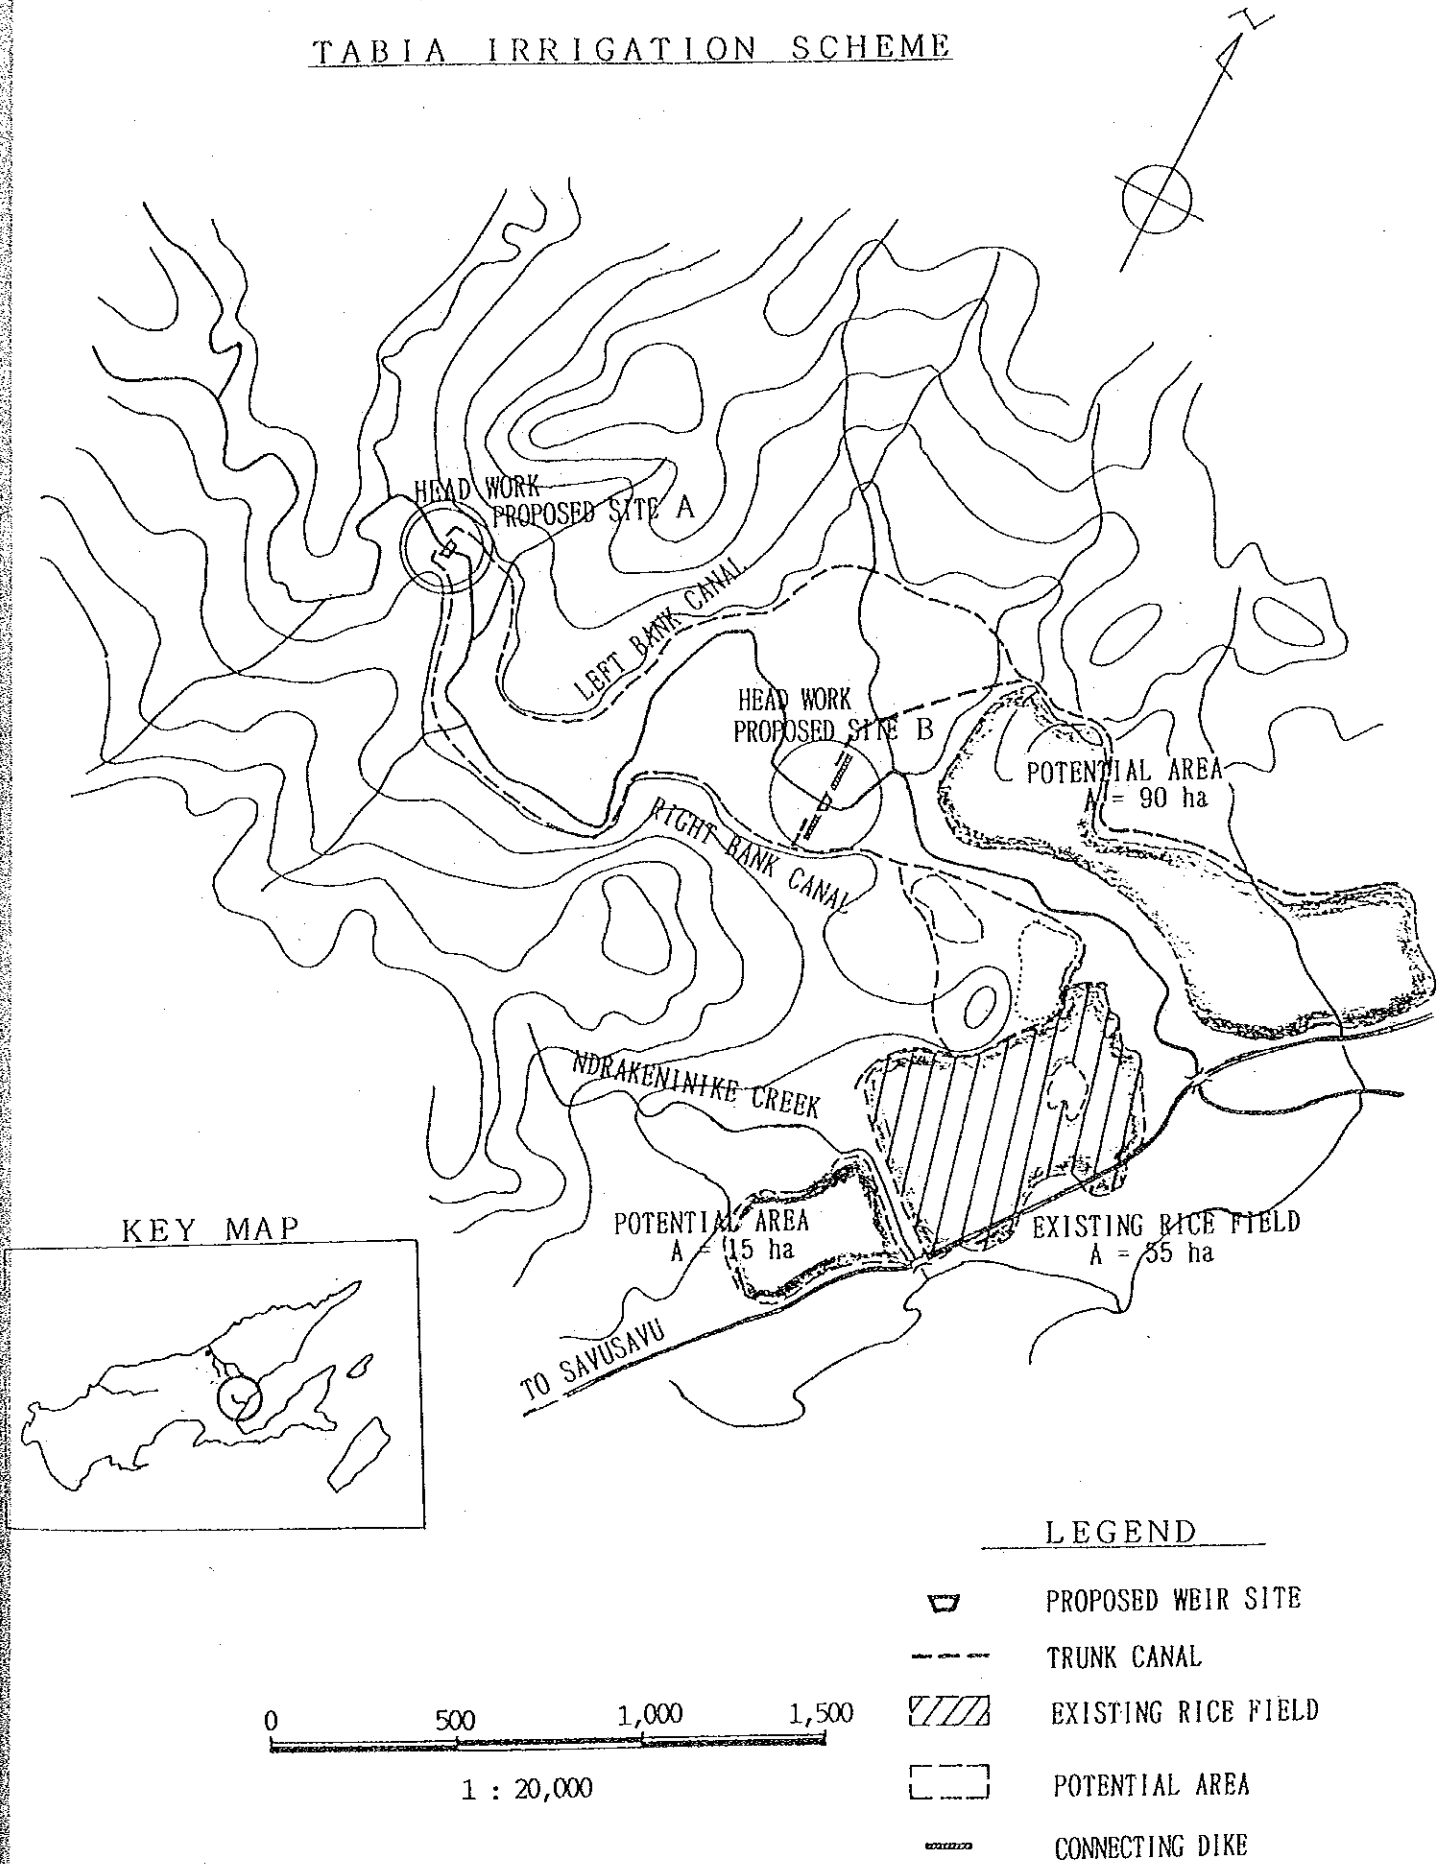 TABIA IRRIGATION SCHEME
N
HEAD WORK
PROPOSED SITE A
LEFT BANK CANAL
HEAD WORK
PROPOSED SITE B
POTENTIAL AREA
A = 90 ha
RIGHT BANK CANAL
NDRAKENINIKE CREEK
POTENTIAL AREA
A = 15 ha
EXISTING RICE FIELD
A = 55 ha
TO SAVUSAVU
KEY MAP
LEGEND
PROPOSED WEIR SITE
TRUNK CANAL
EXISTING RICE FIELD
POTENTIAL AREA
CONNECTING DIKE
0 500 1,000 1,500
1 : 20,000